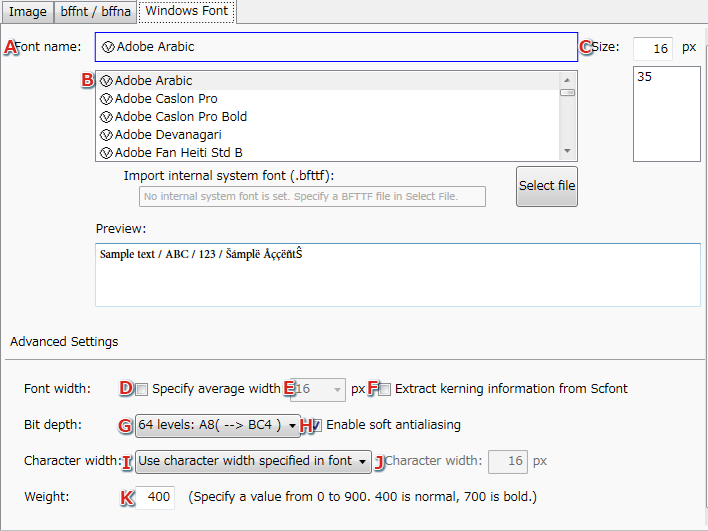 Image bffnt / bffna Windows Font
A Font name: Adobe Arabic C Size: 16 px
B Adobe Arabic 35
Adobe Caslon Pro
Adobe Caslon Pro Bold
Adobe Devanagari
Adobe Fan Heiti Std B
Import internal system font (.bfttf):
No internal system font is set. Specify a BFTTF file in Select File. Select file
Preview:
Sample text / ABC / 123 / Šámplë ÅççëñtŜ
Advanced Settings
Font width: D Specify average width E 16 px F Extract kerning information from Scfont
Bit depth: G 64 levels: A8( --> BC4 ) H Enable soft antialiasing
Character width: I Use character width specified in font J Character width: 16 px
Weight: K 400 (Specify a value from 0 to 900. 400 is normal, 700 is bold.)